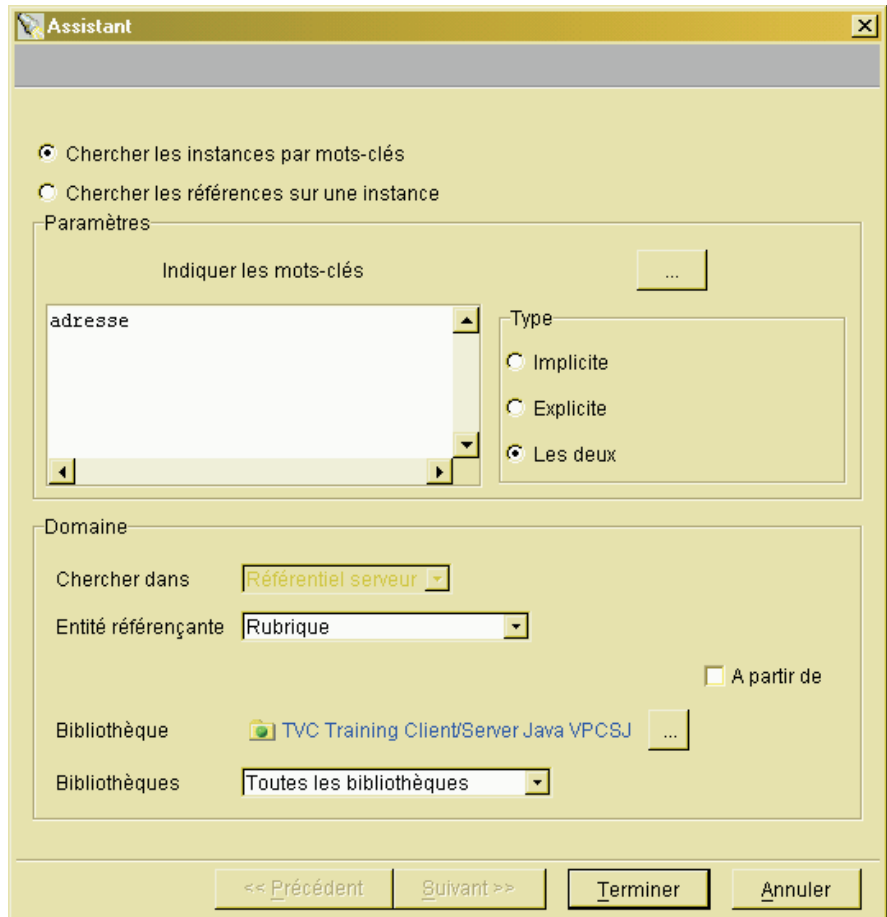 Assistant
Chercher les instances par mots-clés
Chercher les références sur une instance
Paramètres
Indiquer les mots-clés ...
adresse
Type
Implicite
Explicite
Les deux
Domaine
Chercher dans Référentiel serveur
Entité référençante Rubrique
A partir de
Bibliothèque TVC Training Client/Server Java VPCSJ ...
Bibliothèques Toutes les bibliothèques
<< Précédent Suivant >> Terminer Annuler